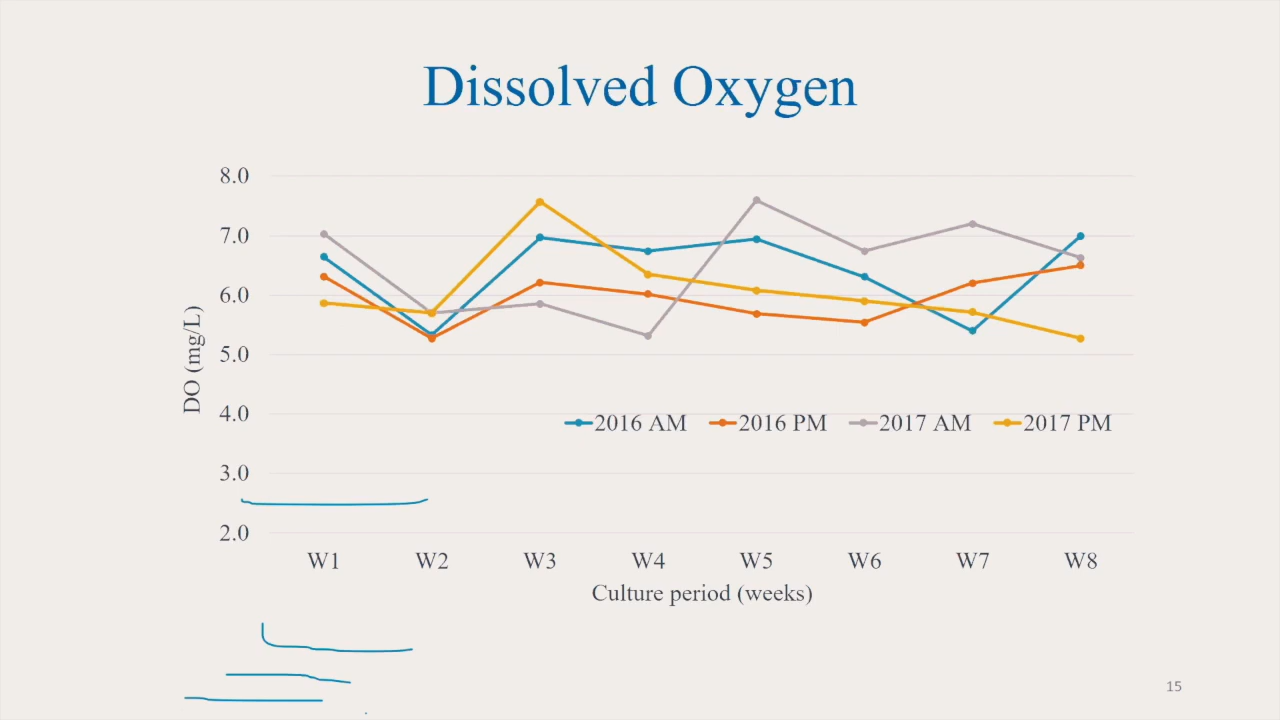 Dissolved Oxygen
8.0
7.0
6.0
5.0
4.0
3.0
2.0
DO (mg/L)
2016 AM 2016 PM 2017 AM 2017 PM
W1 W2 W3 W4 W5 W6 W7 W8
Culture period (weeks)
15